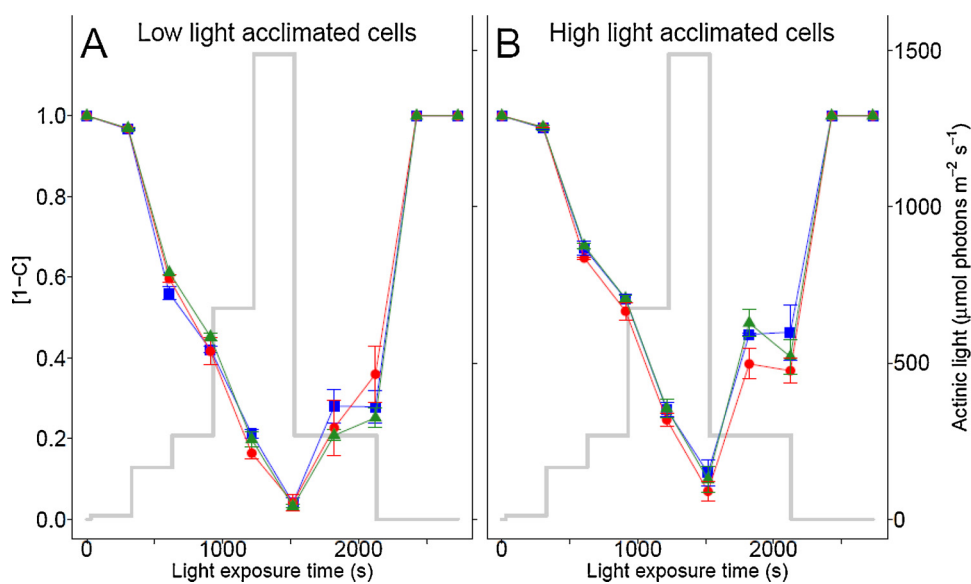 A Low light acclimated cells
B High light acclimated cells
[1−C]
1.0
0.8
0.6
0.4
0.2
0.0
0
1000
2000
Light exposure time (s)
0
1000
2000
Light exposure time (s)
1500
1000
500
0
Actinic light (μmol photons m⁻² s⁻¹)